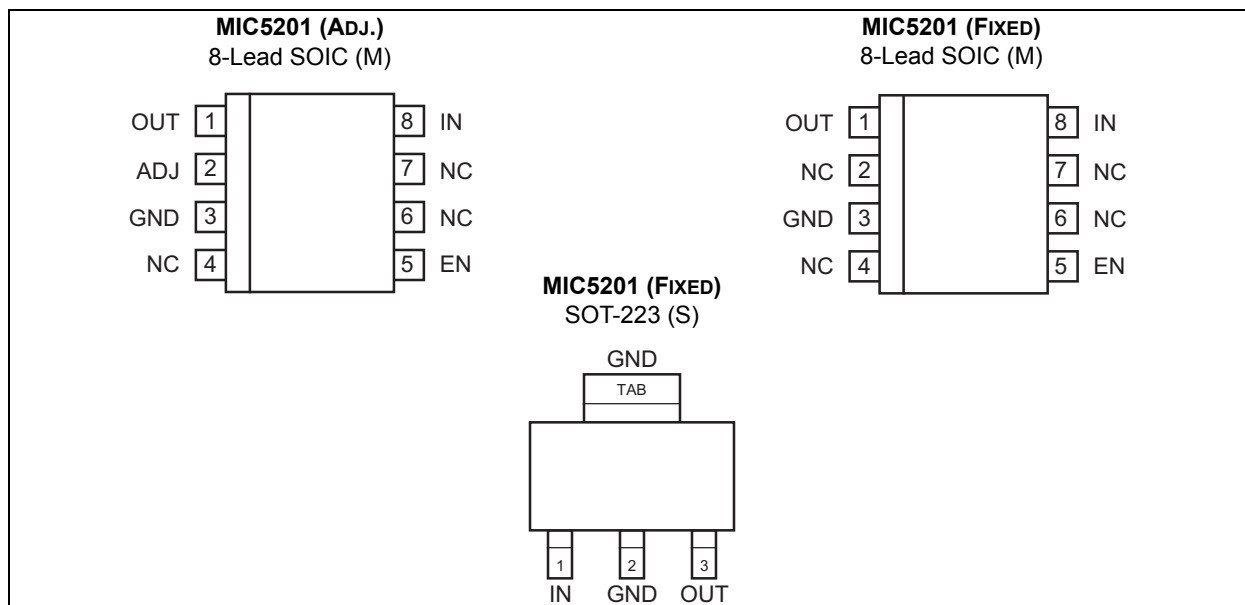 MIC5201 (ADJ.)
8-Lead SOIC (M)
OUT 1 8 IN
ADJ 2 7 NC
GND 3 6 NC
NC 4 5 EN
MIC5201 (FIXED)
8-Lead SOIC (M)
OUT 1 8 IN
NC 2 7 NC
GND 3 6 NC
NC 4 5 EN
MIC5201 (FIXED)
SOT-223 (S)
GND
TAB
1 2 3
IN GND OUT